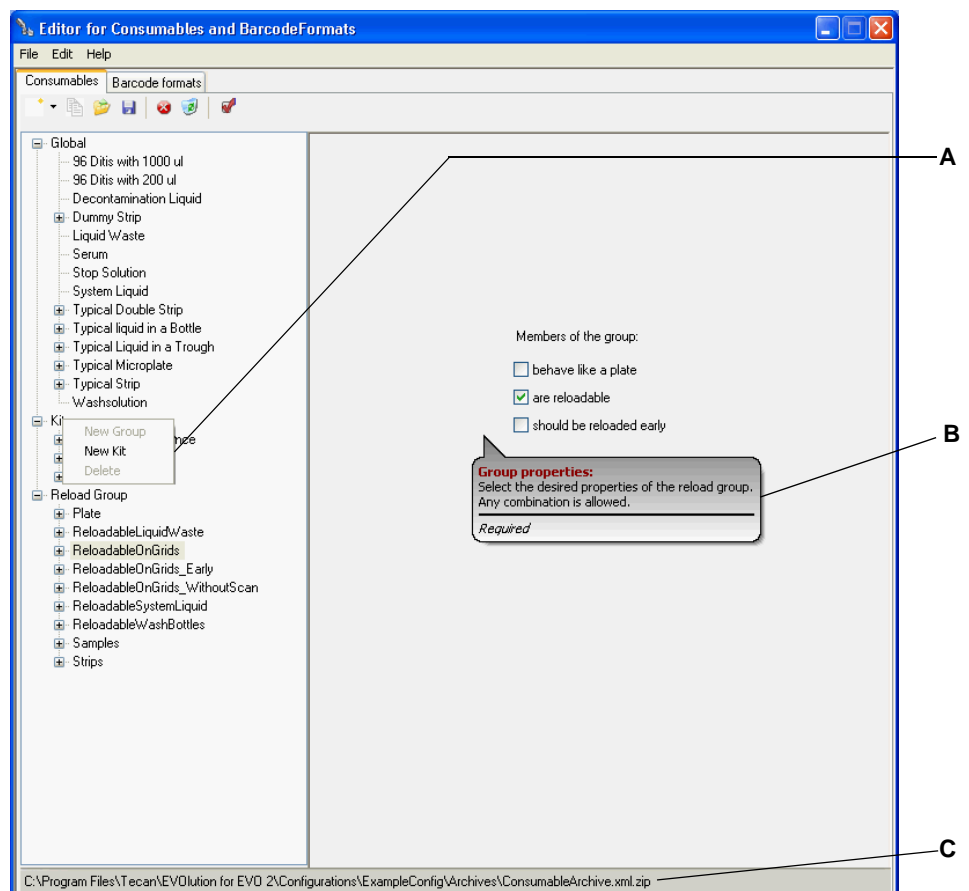 Editor for Consumables and BarcodeFormats
File Edit Help
Consumables Barcode formats
Global
96 Ditis with 1000 ul
96 Ditis with 200 ul
Decontamination Liquid
Dummy Strip
Liquid Waste
Serum
Stop Solution
System Liquid
Typical Double Strip
Typical liquid in a Bottle
Typical Liquid in a Trough
Typical Microplate
Typical Strip
Washsolution
New Group
New Kit
Delete
Reload Group
Plate
ReloadableLiquidWaste
ReloadableOnGrids
ReloadableOnGrids_Early
ReloadableOnGrids_WithoutScan
ReloadableSystemLiquid
ReloadableWashBottles
Samples
Strips
Members of the group:
behave like a plate
are reloadable
should be reloaded early
Group properties:
Select the desired properties of the reload group.
Any combination is allowed.
Required
C:\Program Files\Tecan\EVOlution for EVO 2\Configurations\ExampleConfig\Archives\ConsumableArchive.xml.zip
A
B
C